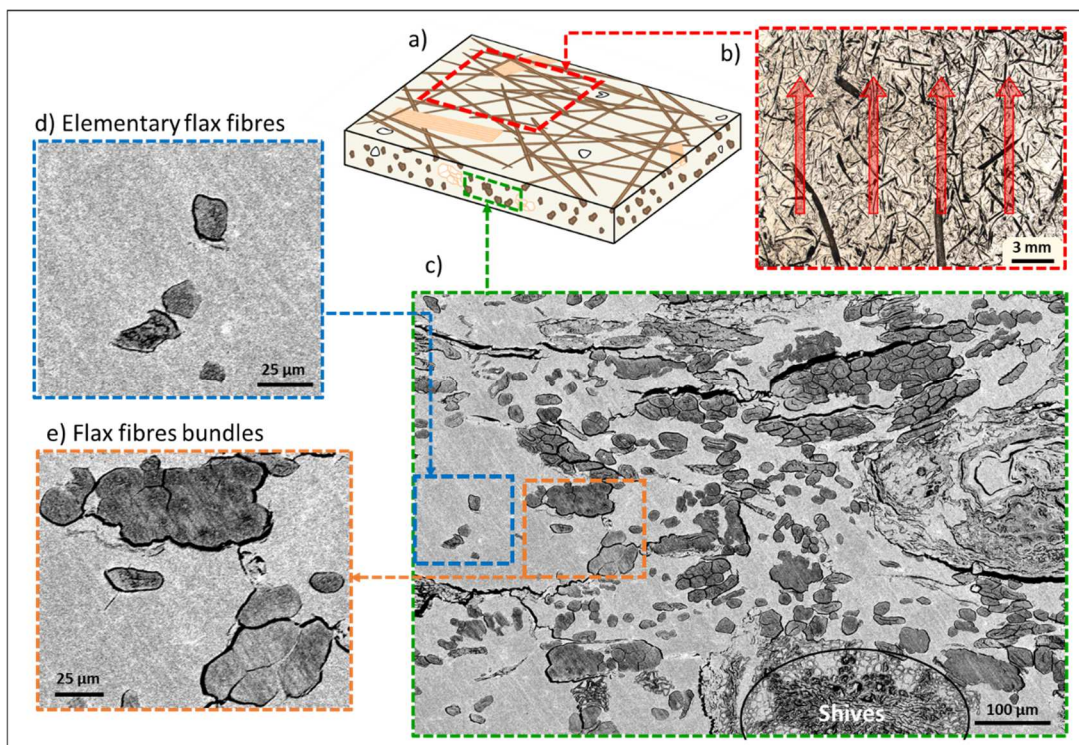 a)
b)
3 mm
c)
d) Elementary flax fibres
25 µm
e) Flax fibres bundles
25 µm
Shives
100 µm